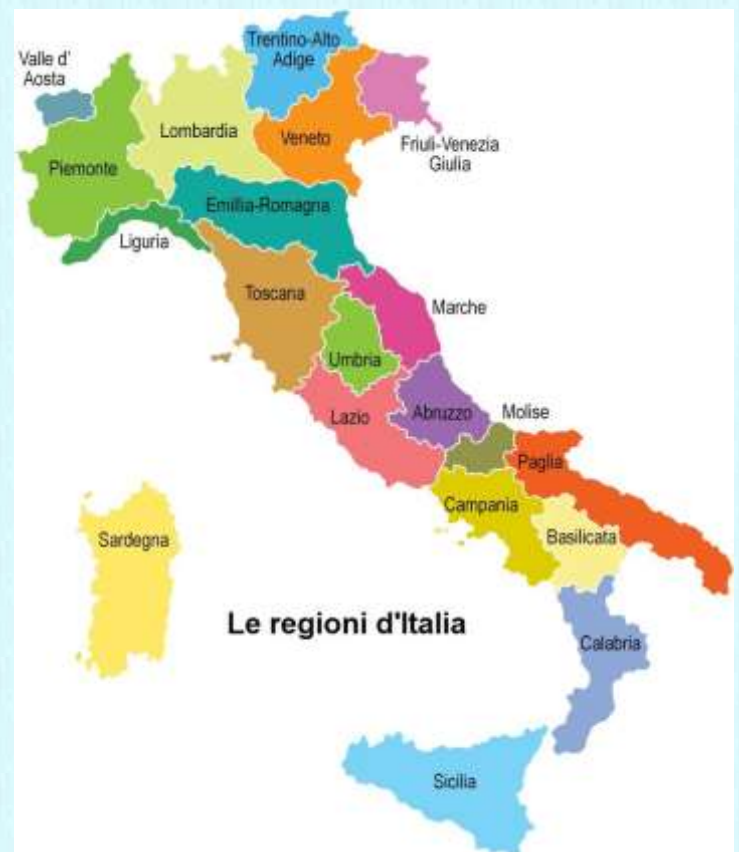 Trentino-Alto
Adige
Valle d'
Aosta
Lombardia
Veneto
Friuli-Venezia
Giulia
Piemonte
Emillia-Romagna
Liguria
Toscana
Marche
Umbria
Lazio
Abruzzo
Molise
Paglia
Campania
Basilicata
Sardegna
Le regioni d'Italia
Calabria
Sicilia